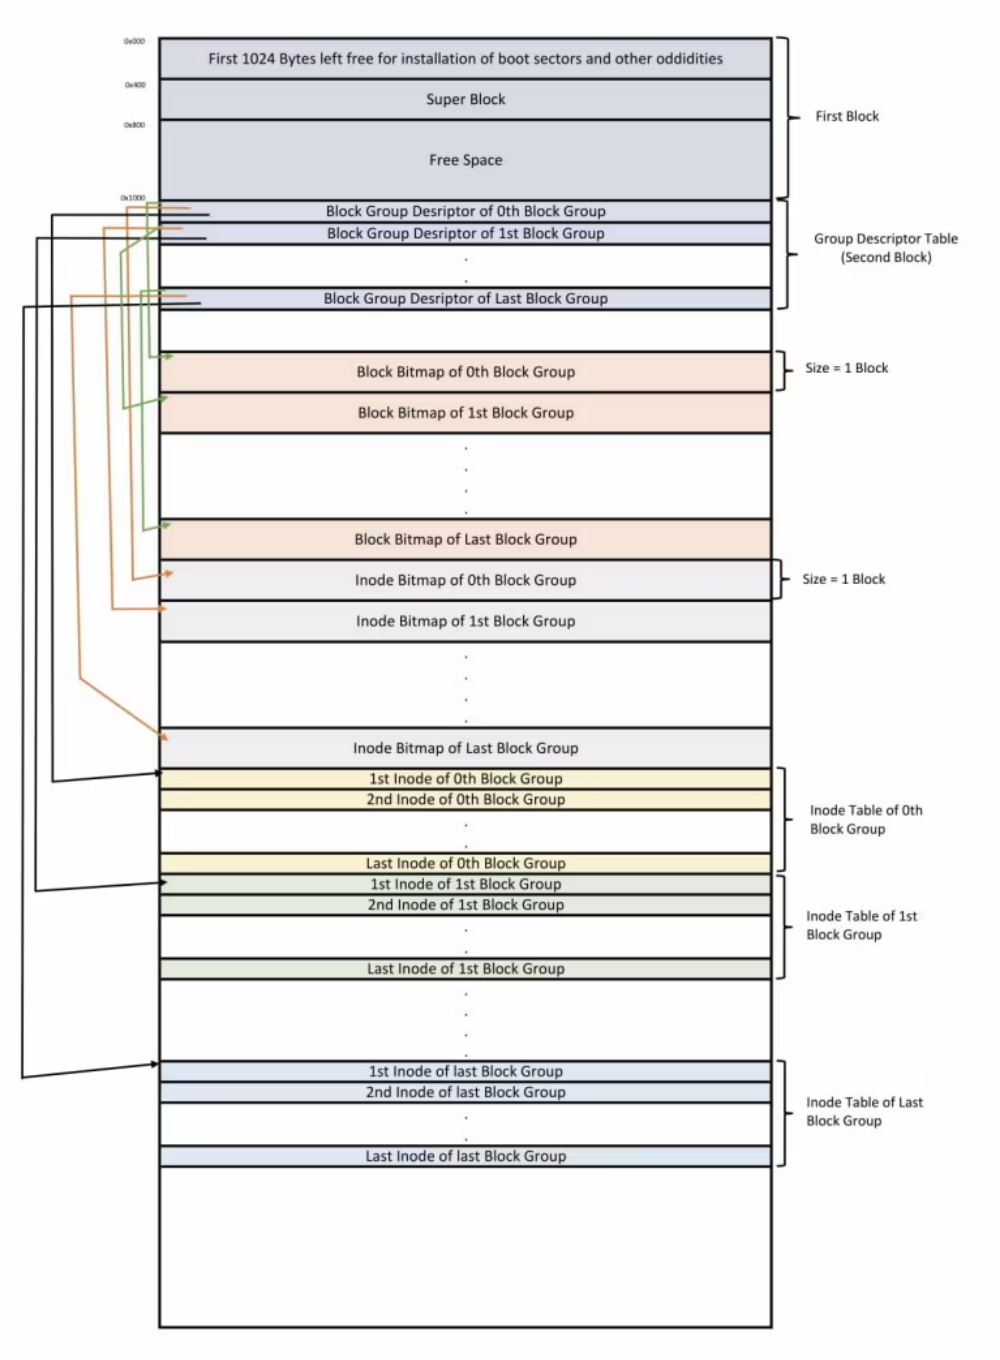 0x000
First 1024 Bytes left free for installation of boot sectors and other oddidities
0x400
Super Block
First Block
0x800
Free Space
0x1000
Block Group Desriptor of 0th Block Group
Block Group Desriptor of 1st Block Group
Group Descriptor Table
(Second Block)
.
.
Block Group Desriptor of Last Block Group
Block Bitmap of 0th Block Group
Size = 1 Block
Block Bitmap of 1st Block Group
.
.
.
.
Block Bitmap of Last Block Group
Inode Bitmap of 0th Block Group
Size = 1 Block
Inode Bitmap of 1st Block Group
.
.
.
.
Inode Bitmap of Last Block Group
1st Inode of 0th Block Group
2nd Inode of 0th Block Group
Inode Table of 0th
Block Group
.
.
Last Inode of 0th Block Group
1st Inode of 1st Block Group
2nd Inode of 1st Block Group
Inode Table of 1st
Block Group
.
.
Last Inode of 1st Block Group
.
.
.
.
1st Inode of last Block Group
2nd Inode of last Block Group
Inode Table of Last
Block Group
.
.
Last Inode of last Block Group